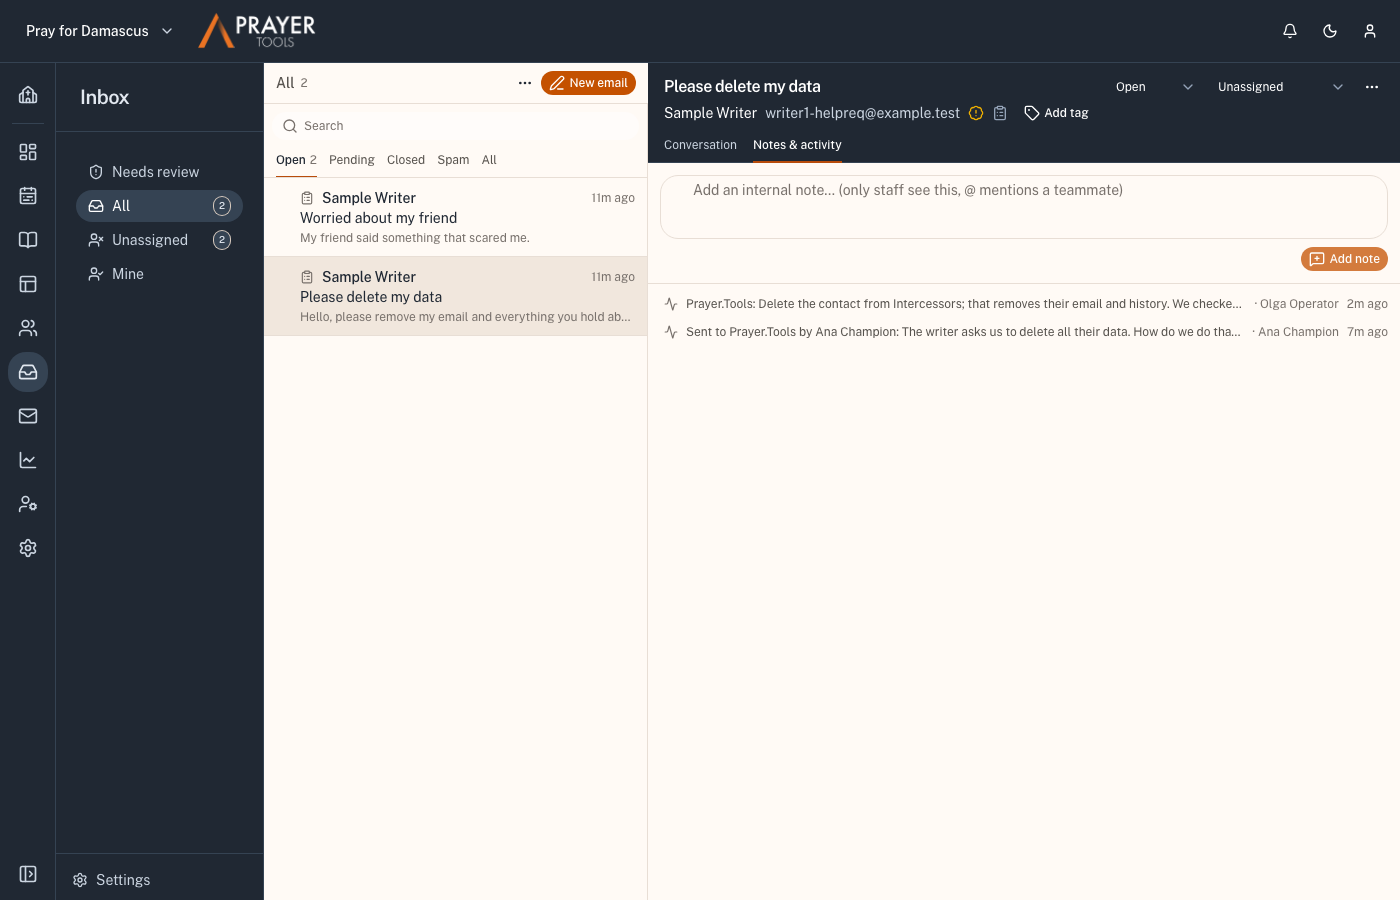 Pray for Damascus
PRAYER
TOOLS
Inbox
Needs review
All 2
Unassigned 2
Mine
Settings
All 2
New email
Search
Open 2 Pending Closed Spam All
Sample Writer 11m ago
Worried about my friend
My friend said something that scared me.
Sample Writer 11m ago
Please delete my data
Hello, please remove my email and everything you hold ab...
Please delete my data
Open
Unassigned
Sample Writer writer1-helpreq@example.test
Add tag
Conversation Notes & activity
Add an internal note... (only staff see this, @ mentions a teammate)
Add note
Prayer.Tools: Delete the contact from Intercessors; that removes their email and history. We checke... · Olga Operator 2m ago
Sent to Prayer.Tools by Ana Champion: The writer asks us to delete all their data. How do we do tha... · Ana Champion 7m ago